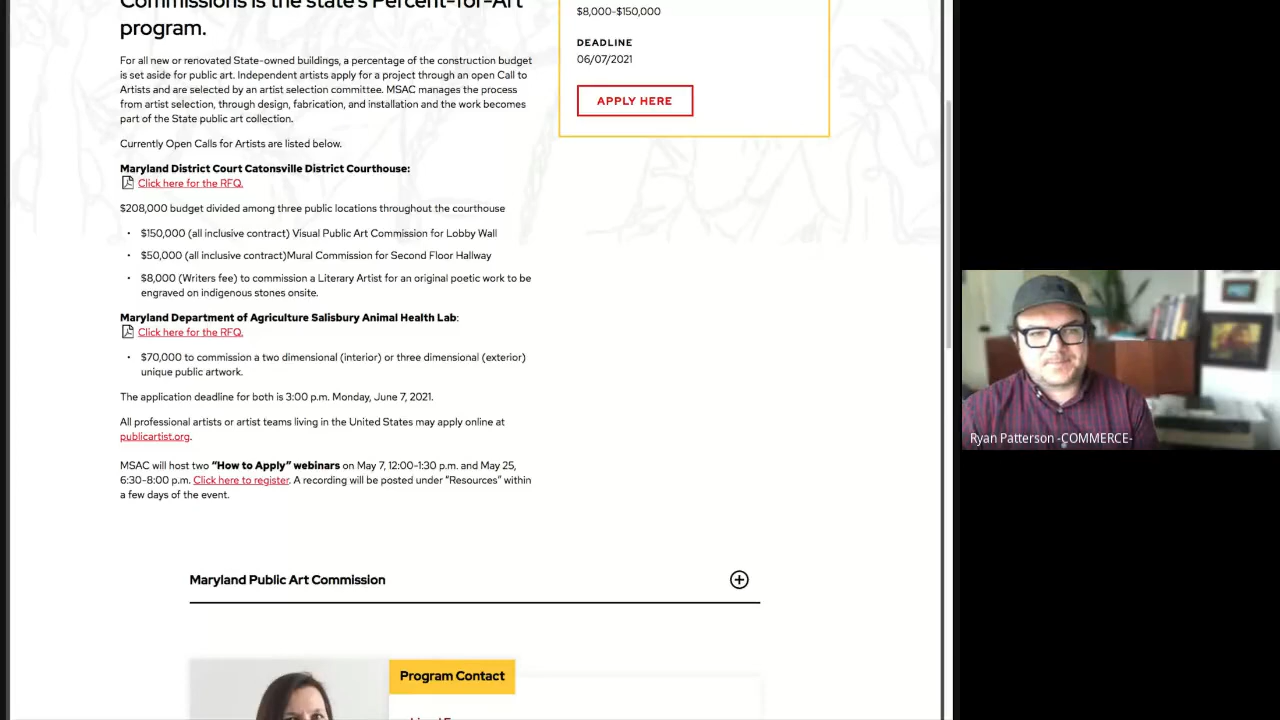 Commissions is the state's Percent-for-Art
program.
For all new or renovated State-owned buildings, a percentage of the construction budget
is set aside for public art. Independent artists apply for a project through an open Call to
Artists and are selected by an artist selection committee. MSAC manages the process
from artist selection, through design, fabrication, and installation and the work becomes
part of the State public art collection.
Currently Open Calls for Artists are listed below.
Maryland District Court Catonsville District Courthouse:
Click here for the RFQ.
$208,000 budget divided among three public locations throughout the courthouse
• $150,000 (all inclusive contract) Visual Public Art Commission for Lobby Wall
• $50,000 (all inclusive contract)Mural Commission for Second Floor Hallway
• $8,000 (Writers fee) to commission a Literary Artist for an original poetic work to be
engraved on indigenous stones onsite.
Maryland Department of Agriculture Salisbury Animal Health Lab:
Click here for the RFQ.
• $70,000 to commission a two dimensional (interior) or three dimensional (exterior)
unique public artwork.
The application deadline for both is 3:00 p.m. Monday, June 7, 2021.
All professional artists or artist teams living in the United States may apply online at
publicartist.org.
MSAC will host two “How to Apply” webinars on May 7, 12:00-1:30 p.m. and May 25,
6:30-8:00 p.m. Click here to register. A recording will be posted under “Resources” within
a few days of the event.
$8,000-$150,000
DEADLINE
06/07/2021
APPLY HERE
Maryland Public Art Commission
Program Contact
Ryan Patterson -COMMERCE-